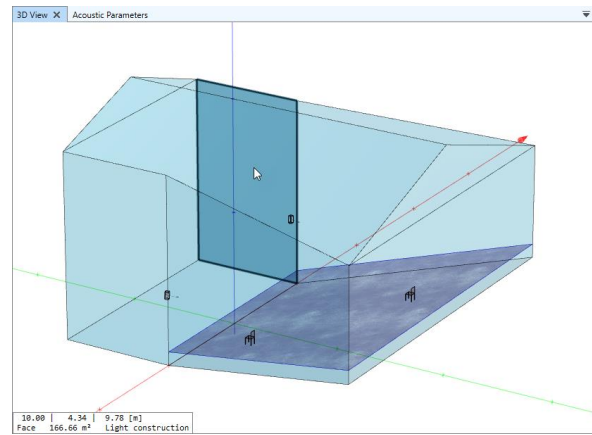 3D View Acoustic Parameters
10.00 | 4.34 | 9.78 [m]
Face 166.66 m² Light construction